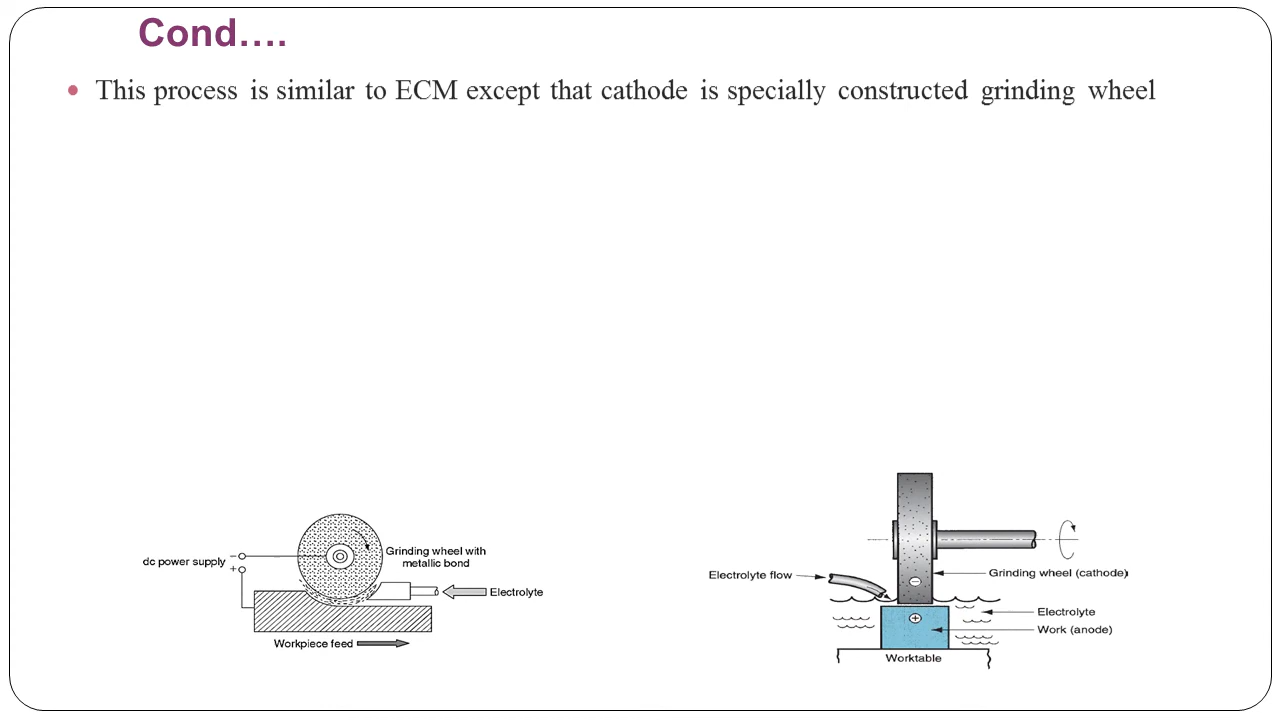 Cond....
• This process is similar to ECM except that cathode is specially constructed grinding wheel
dc power supply
−
+
Grinding wheel with
metallic bond
Electrolyte
Workpiece feed
Electrolyte flow
−
Grinding wheel (cathode)
Electrolyte
+
Work (anode)
Worktable